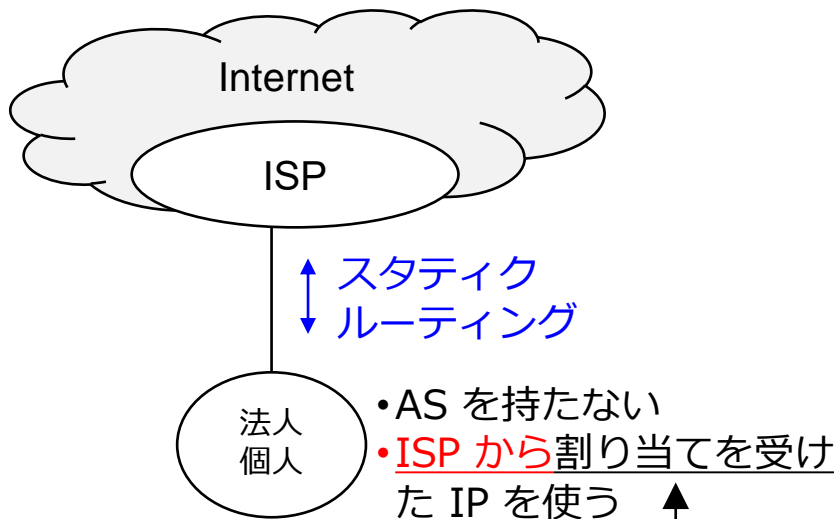 Internet
ISP
スタティク
ルーティング
法人
個人
•AS を持たない
•ISP から割り当てを受け
た IP を使う